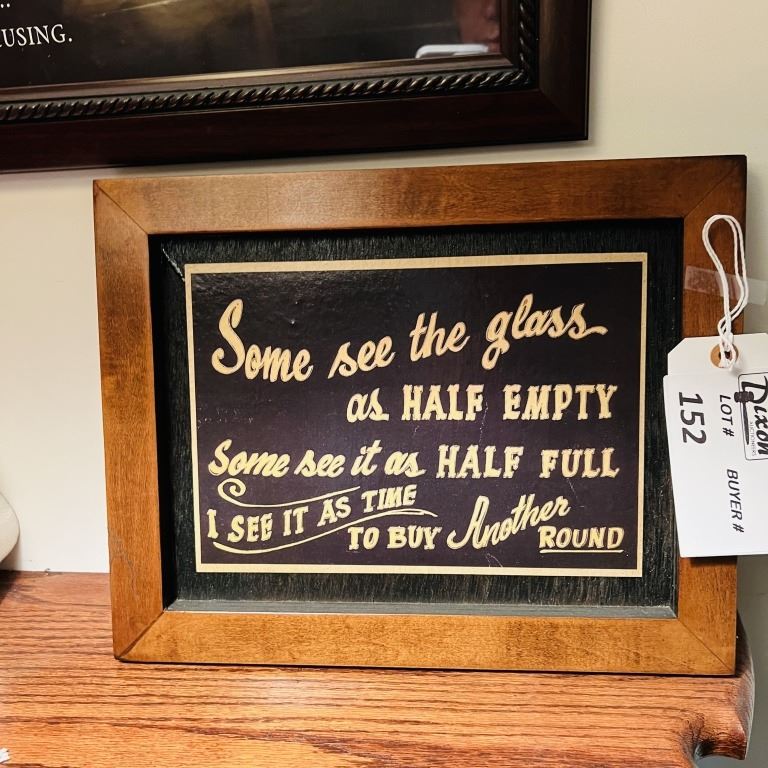 ..
USING.
Some see the glass
as HALF EMPTY
Some see it as HALF FULL
I SEE IT AS TIME
TO BUY Another
ROUND
Dixon
LOT#
152
BUYER#